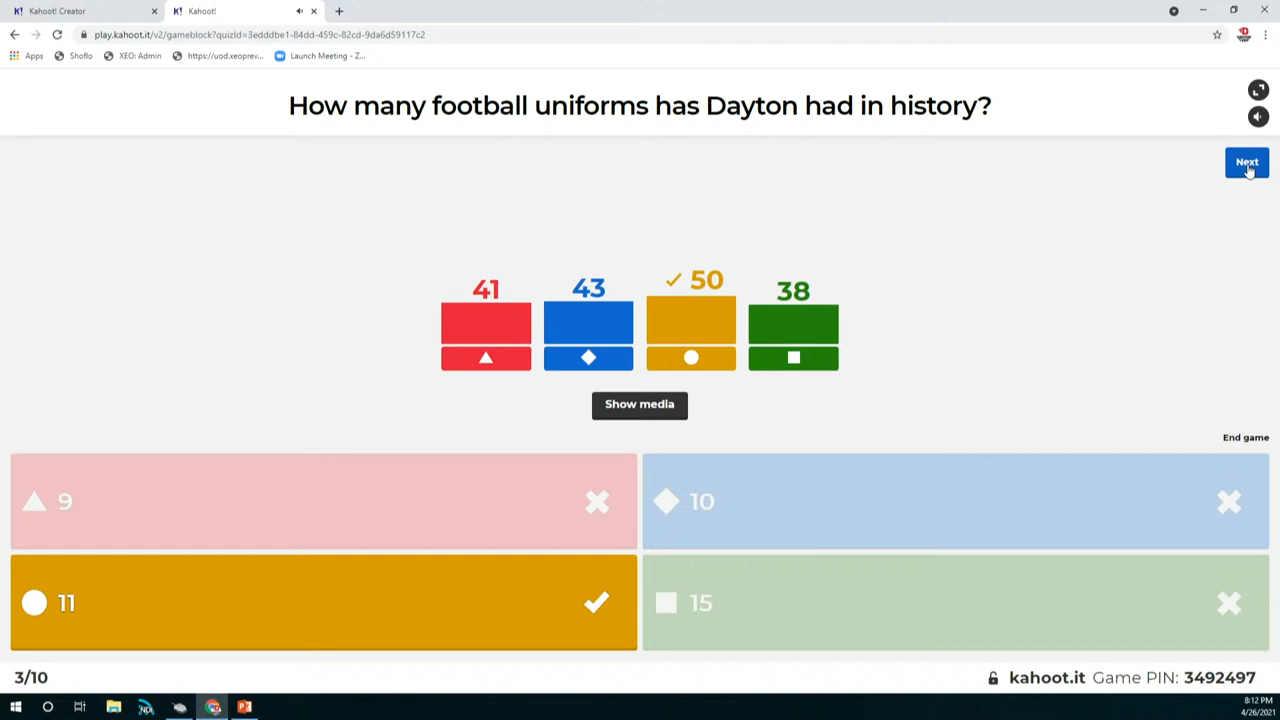 Kahoot! Creator
Kahoot!
play.kahoot.it/v2/gameblock?quizId=3edddbe1-84dd-459c-82cd-9da6d59117c2
Apps
Shoflo
XEO: Admin
https://uod.xeoprev...
Launch Meeting - Z...
How many football uniforms has Dayton had in history?
Next
41
43
50
38
Show media
End game
9
10
11
15
3/10
kahoot.it Game PIN: 3492497
8:12 PM
4/26/2021